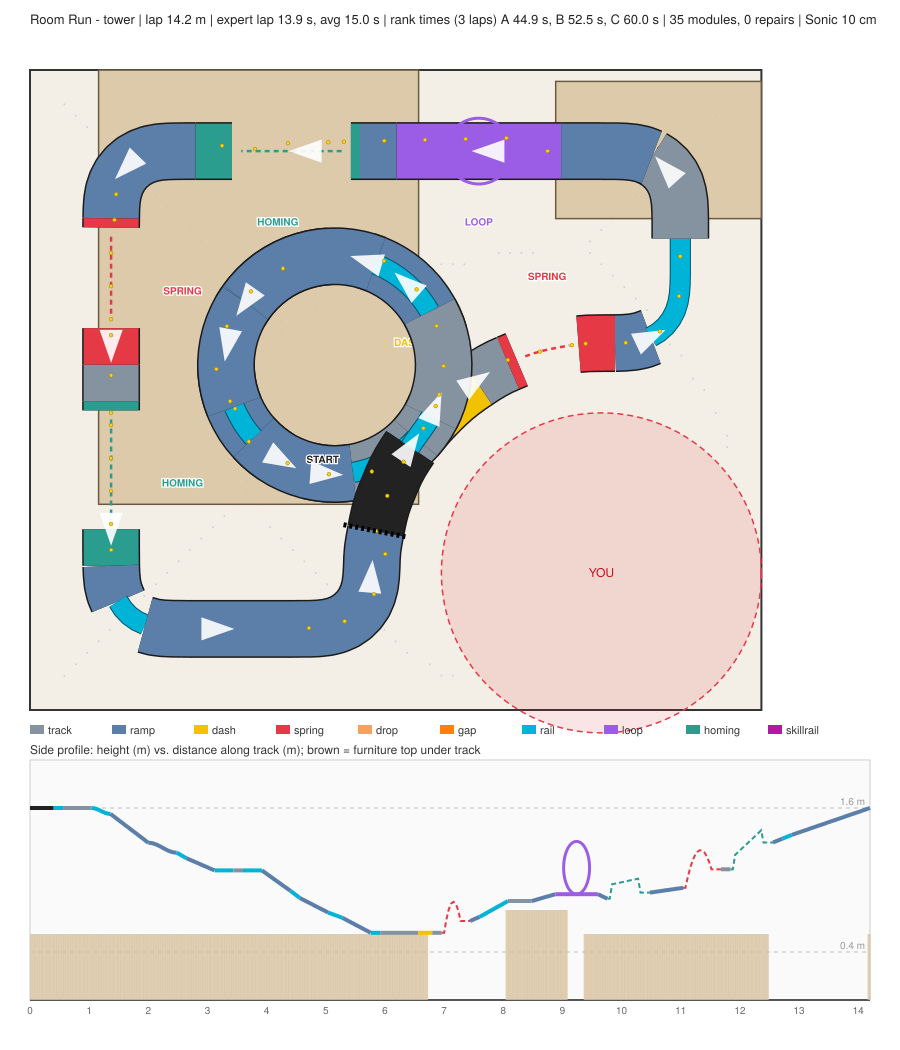 Room Run - tower | lap 14.2 m | expert lap 13.9 s, avg 15.0 s | rank times (3 laps) A 44.9 s, B 52.5 s, C 60.0 s | 35 modules, 0 repairs | Sonic 10 cm
HOMING
LOOP
SPRING
SPRING
DAS
START
HOMING
YOU
track ramp dash spring drop gap rail loop homing skillrail
Side profile: height (m) vs. distance along track (m); brown = furniture top under track
1.6 m
0.4 m
0 1 2 3 4 5 6 7 8 9 10 11 12 13 14